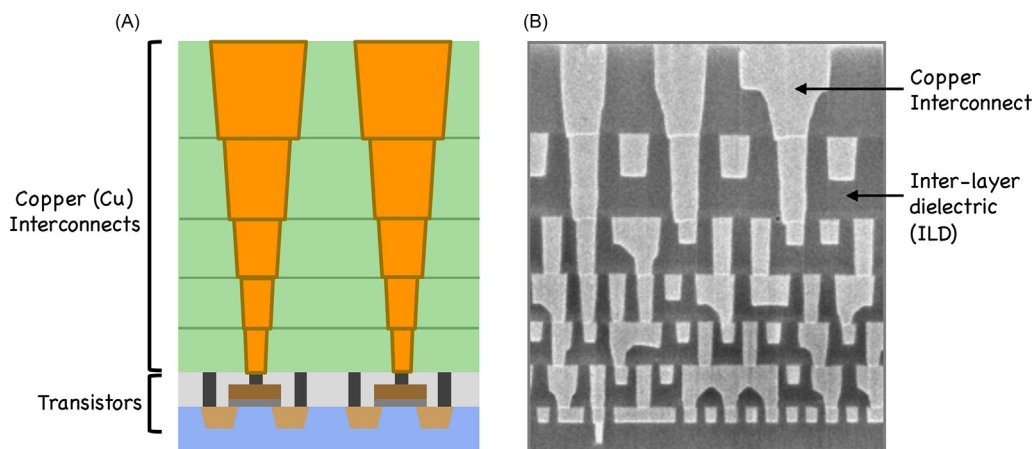 (A)
Copper (Cu)
Interconnects
Transistors
(B)
Copper
Interconnect
Inter-layer
dielectric
(ILD)